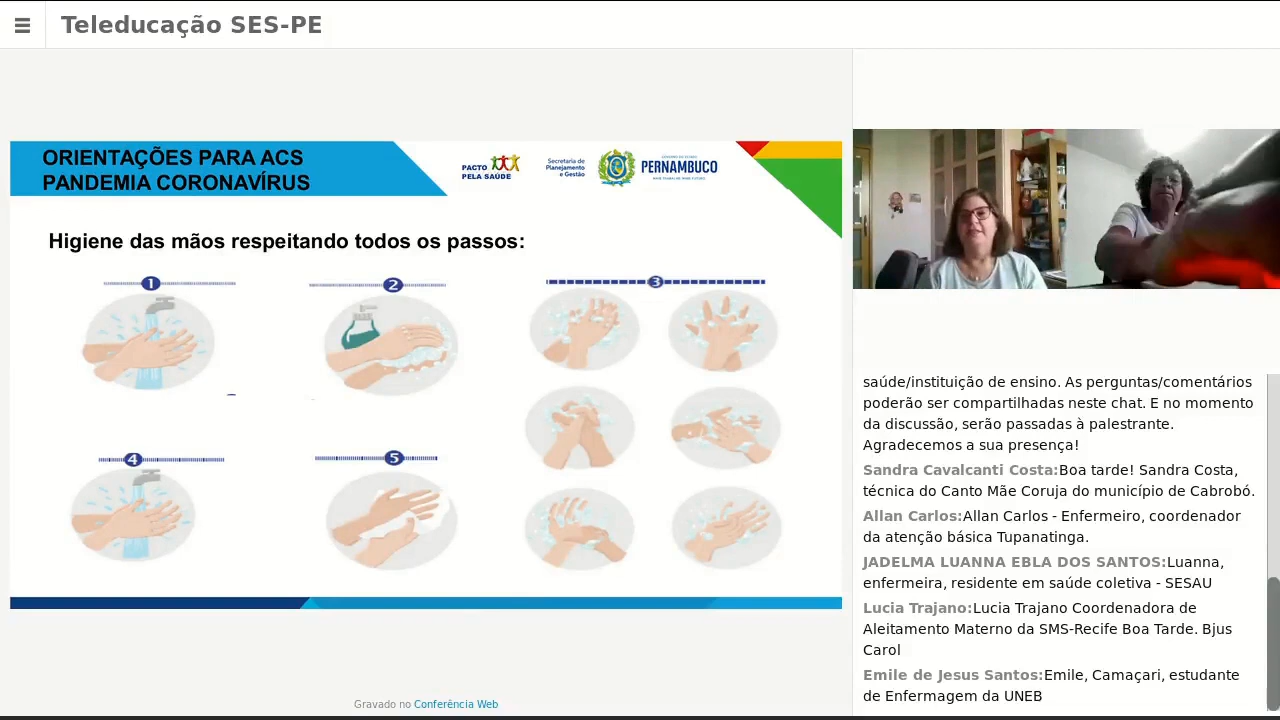 Teleducação SES-PE
ORIENTAÇÕES PARA ACS
PANDEMIA CORONAVÍRUS
PACTO
PELA SAÚDE
Secretaria de
Planejamento
e Gestão
PERNAMBUCO
Higiene das mãos respeitando todos os passos:
1
2
3
4
5
saúde/instituição de ensino. As perguntas/comentários
poderão ser compartilhadas neste chat. E no momento
da discussão, serão passadas à palestrante.
Agradecemos a sua presença!
Sandra Cavalcanti Costa:Boa tarde! Sandra Costa,
técnica do Canto Mãe Coruja do município de Cabrobó.
Allan Carlos:Allan Carlos - Enfermeiro, coordenador
da atenção básica Tupanatinga.
JADELMA LUANNA EBLA DOS SANTOS:Luanna,
enfermeira, residente em saúde coletiva - SESAU
Lucia Trajano:Lucia Trajano Coordenadora de
Aleitamento Materno da SMS-Recife Boa Tarde. Bjus
Carol
Emile de Jesus Santos:Emile, Camaçari, estudante
de Enfermagem da UNEB
Gravado no Conferência Web